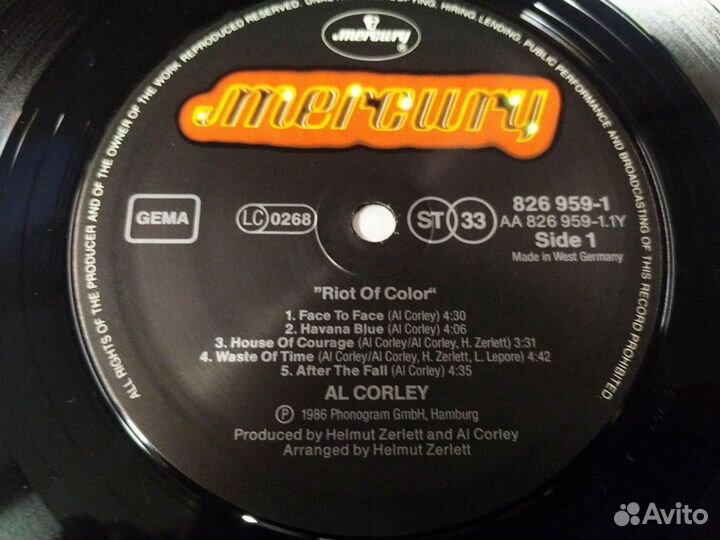 ALL RIGHTS OF THE PRODUCER AND OF THE OWNER OF THE WORK REPRODUCED RESERVED. COPYING, HIRING, LENDING, PUBLIC PERFORMANCE AND BROADCASTING OF THIS RECORD PROHIBITED.
mercury ®
mercury
GEMA
LC 0268
ST 33
826 959-1
AA 826 959-1.1Y
Side 1
Made in West Germany
"Riot Of Color"
1. Face To Face (Al Corley) 4:30
2. Havana Blue (Al Corley) 4:06
3. House Of Courage (Al Corley/Al Corley, H. Zerlett) 3:31
4. Waste Of Time (Al Corley/Al Corley, H. Zerlett, L. Lepore) 4:42
5. After The Fall (Al Corley) 4:35
AL CORLEY
Ⓟ 1986 Phonogram GmbH, Hamburg
Produced by Helmut Zerlett and Al Corley
Arranged by Helmut Zerlett
Avito